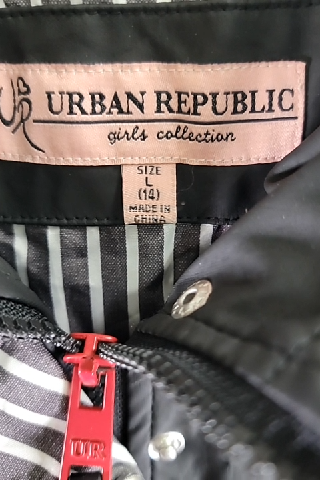 UR
URBAN REPUBLIC
girls collection
SIZE
L
(14)
MADE IN
CHINA
UR